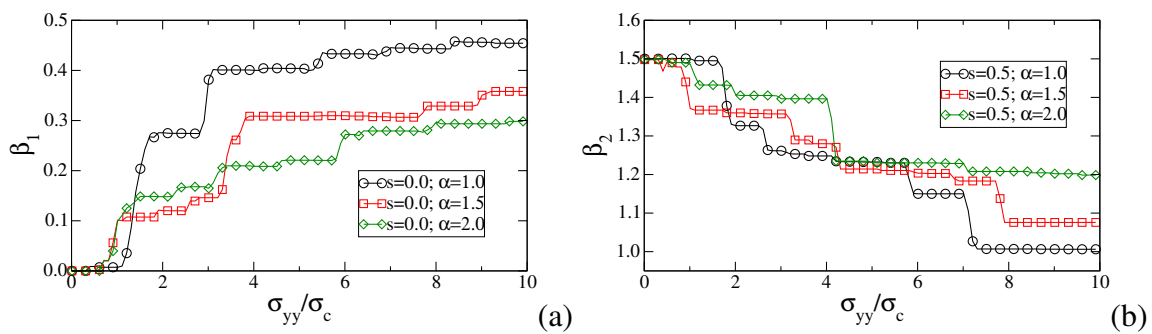 0.5
0.4
0.3
0.2
0.1
0.0
β1
0 2 4 6 8 10
σyy/σc
s=0.0; α=1.0
s=0.0; α=1.5
s=0.0; α=2.0
(a)
1.6
1.5
1.4
1.3
1.2
1.1
1.0
β2
0 2 4 6 8 10
σyy/σc
s=0.5; α=1.0
s=0.5; α=1.5
s=0.5; α=2.0
(b)